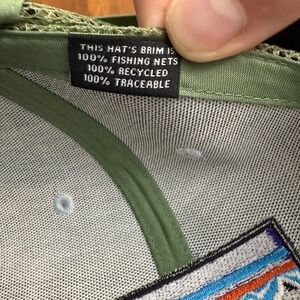 THIS HAT'S BRIM IS
100% FISHING NETS
100% RECYCLED
100% TRACEABLE